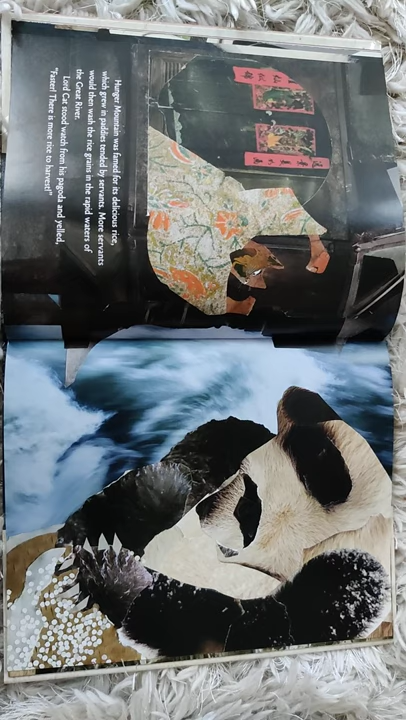 Hunger Mountain was famed for its delicious rice,
which grew in paddies tended by servants. More servants
would then wash the rice grains in the rapid waters of
the Great River.
Lord Cat stood watch from his pagoda and yelled,
"Faster! There is more rice to harvest!"